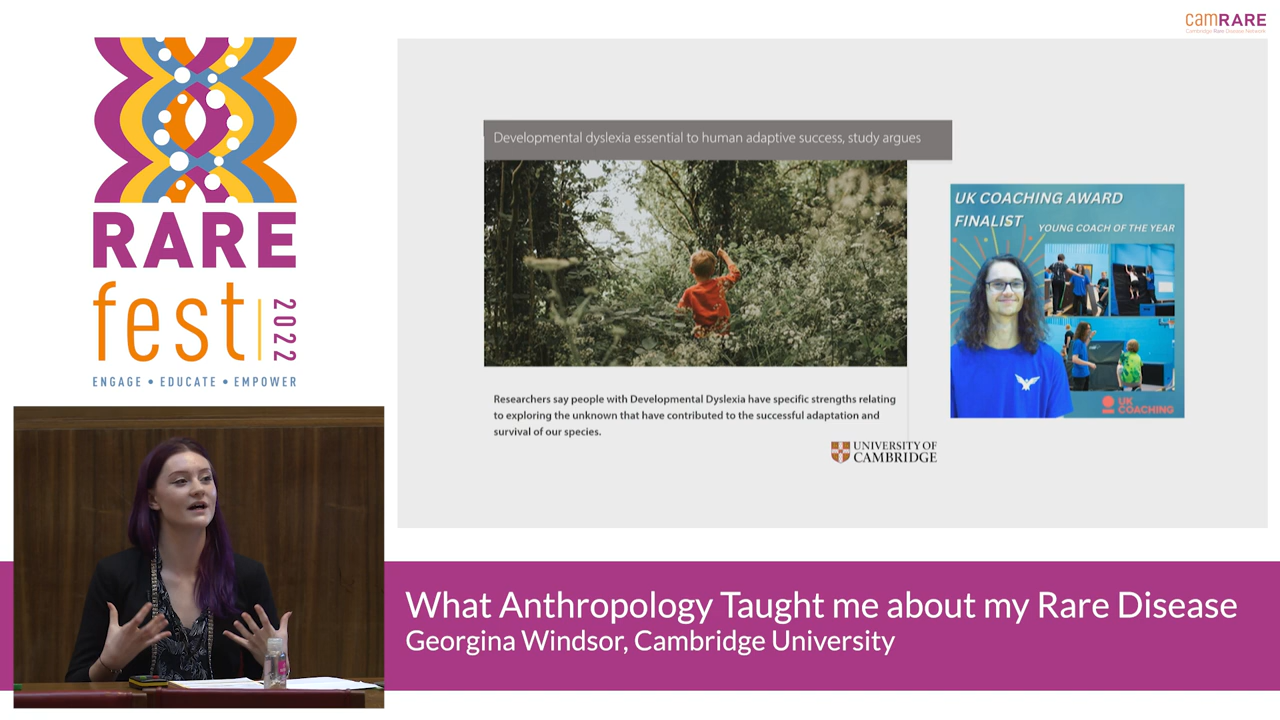 camRARE
Cambridge Rare Disease Network
RARE
fest
2022
ENGAGE • EDUCATE • EMPOWER
Developmental dyslexia essential to human adaptive success, study argues
Researchers say people with Developmental Dyslexia have specific strengths relating
to exploring the unknown that have contributed to the successful adaptation and
survival of our species.
UNIVERSITY OF
CAMBRIDGE
UK COACHING AWARD
FINALIST
YOUNG COACH OF THE YEAR
UK
COACHING
What Anthropology Taught me about my Rare Disease
Georgina Windsor, Cambridge University